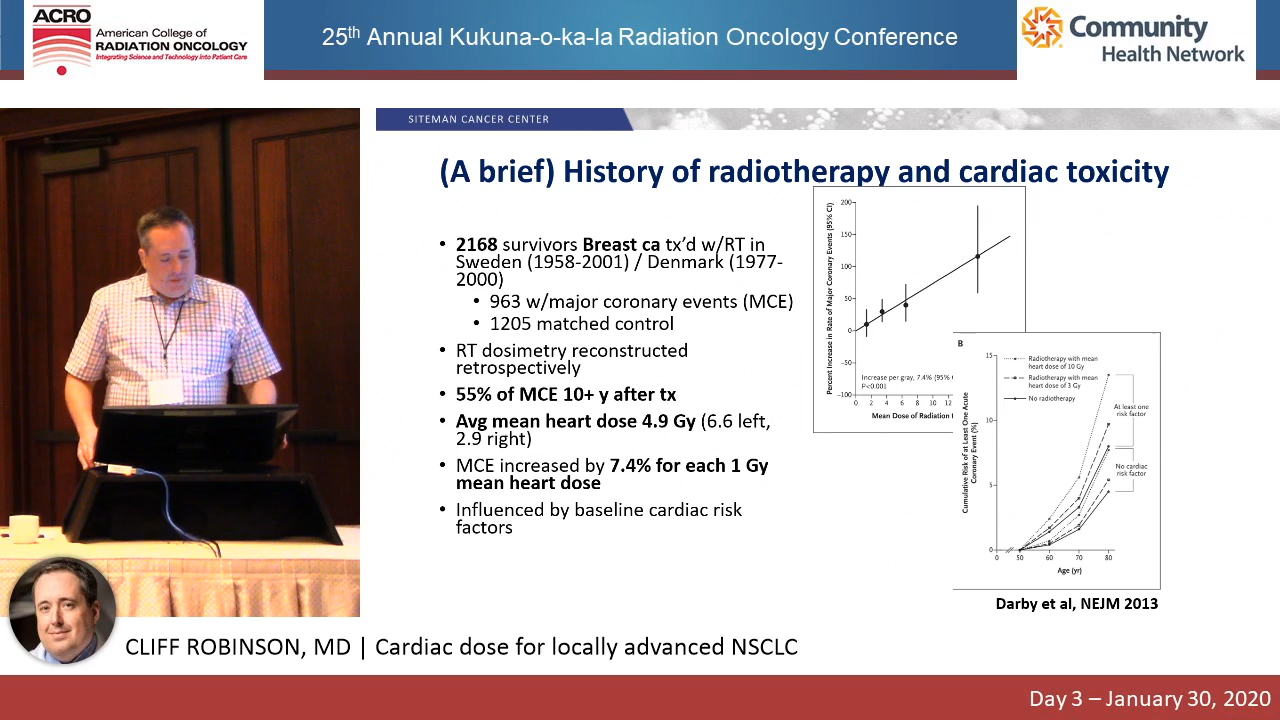 ACRO
American College of
RADIATION ONCOLOGY
Integrating Science and Technology into Patient Care
25th Annual Kukuna-o-ka-la Radiation Oncology Conference
Community
Health Network
SITEMAN CANCER CENTER
(A brief) History of radiotherapy and cardiac toxicity
• 2168 survivors Breast ca tx'd w/RT in
Sweden (1958-2001) / Denmark (1977-
2000)
• 963 w/major coronary events (MCE)
• 1205 matched control
• RT dosimetry reconstructed
retrospectively
• 55% of MCE 10+ y after tx
• Avg mean heart dose 4.9 Gy (6.6 left,
2.9 right)
• MCE increased by 7.4% for each 1 Gy
mean heart dose
• Influenced by baseline cardiac risk
factors
Percent Increase in Rate of Major Coronary Events (95% CI)
200
150
100
50
0
−50
−100
Increase per gray, 7.4% (95%
P<0.001
0 2 4 6 8 10 12
Mean Dose of Radiation
B
Cumulative Risk of at Least One Acute
Coronary Event (%)
15
10
5
0
Radiotherapy with mean
heart dose of 10 Gy
Radiotherapy with mean
heart dose of 3 Gy
No radiotherapy
At least one
risk factor
No cardiac
risk factor
0 50 60 70 80
Age (yr)
Darby et al, NEJM 2013
CLIFF ROBINSON, MD | Cardiac dose for locally advanced NSCLC
Day 3 – January 30, 2020